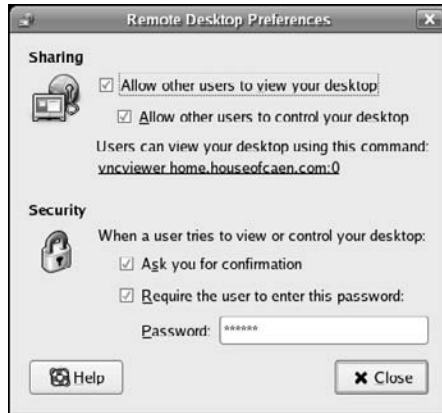 Remote Desktop Preferences
Sharing
Allow other users to view your desktop
Allow other users to control your desktop
Users can view your desktop using this command:
vncviewer home.houseofcaen.com:0
Security
When a user tries to view or control your desktop:
Ask you for confirmation
Require the user to enter this password:
Password: ******
Help
Close